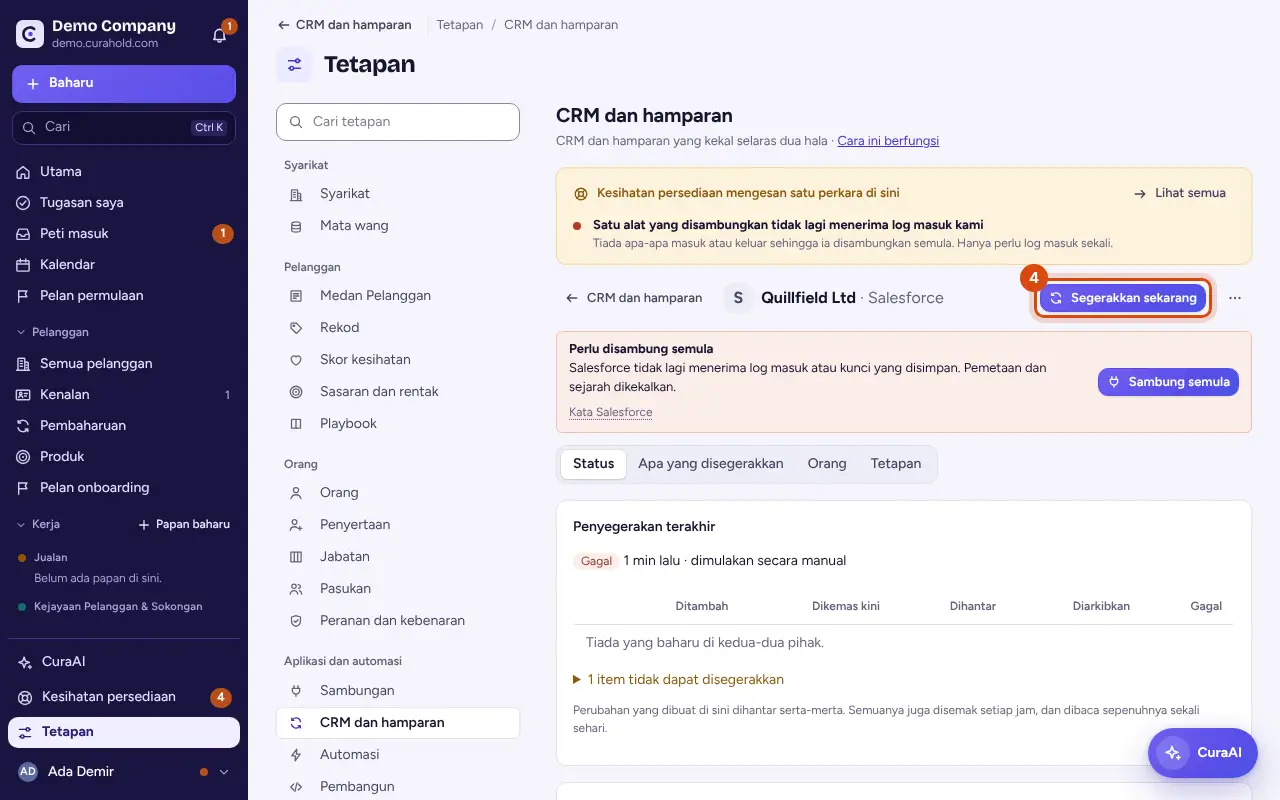 Demo Company
demo.curahold.com
1
Baharu
Cari
Ctrl K
Utama
Tugasan saya
Peti masuk
1
Kalendar
Pelan permulaan
Pelanggan
Semua pelanggan
Kenalan
1
Pembaharuan
Produk
Pelan onboarding
Kerja
Papan baharu
Jualan
Belum ada papan di sini.
Kejayaan Pelanggan & Sokongan
CuraAI
Kesihatan persediaan
4
Tetapan
AD
Ada Demir
CRM dan hamparan
Tetapan / CRM dan hamparan
Tetapan
Cari tetapan
Syarikat
Syarikat
Mata wang
Pelanggan
Medan Pelanggan
Rekod
Skor kesihatan
Sasaran dan rentak
Playbook
Orang
Orang
Penyertaan
Jabatan
Pasukan
Peranan dan kebenaran
Aplikasi dan automasi
Sambungan
CRM dan hamparan
Automasi
Pembangun
CRM dan hamparan
CRM dan hamparan yang kekal selaras dua hala · Cara ini berfungsi
Kesihatan persediaan mengesan satu perkara di sini
Lihat semua
Satu alat yang disambungkan tidak lagi menerima log masuk kami
Tiada apa-apa masuk atau keluar sehingga ia disambungkan semula. Hanya perlu log masuk sekali.
CRM dan hamparan
S
Quillfield Ltd · Salesforce
4
Segerakkan sekarang
Perlu disambung semula
Salesforce tidak lagi menerima log masuk atau kunci yang disimpan. Pemetaan dan
sejarah dikekalkan.
Kata Salesforce
Sambung semula
Status
Apa yang disegerakkan
Orang
Tetapan
Penyegerakan terakhir
Gagal 1 min lalu · dimulakan secara manual
Ditambah
Dikemas kini
Dihantar
Diarkibkan
Gagal
Tiada yang baharu di kedua-dua pihak.
1 item tidak dapat disegerakkan
Perubahan yang dibuat di sini dihantar serta-merta. Semuanya juga disemak setiap jam, dan dibaca sepenuhnya sekali
sehari.
CuraAI